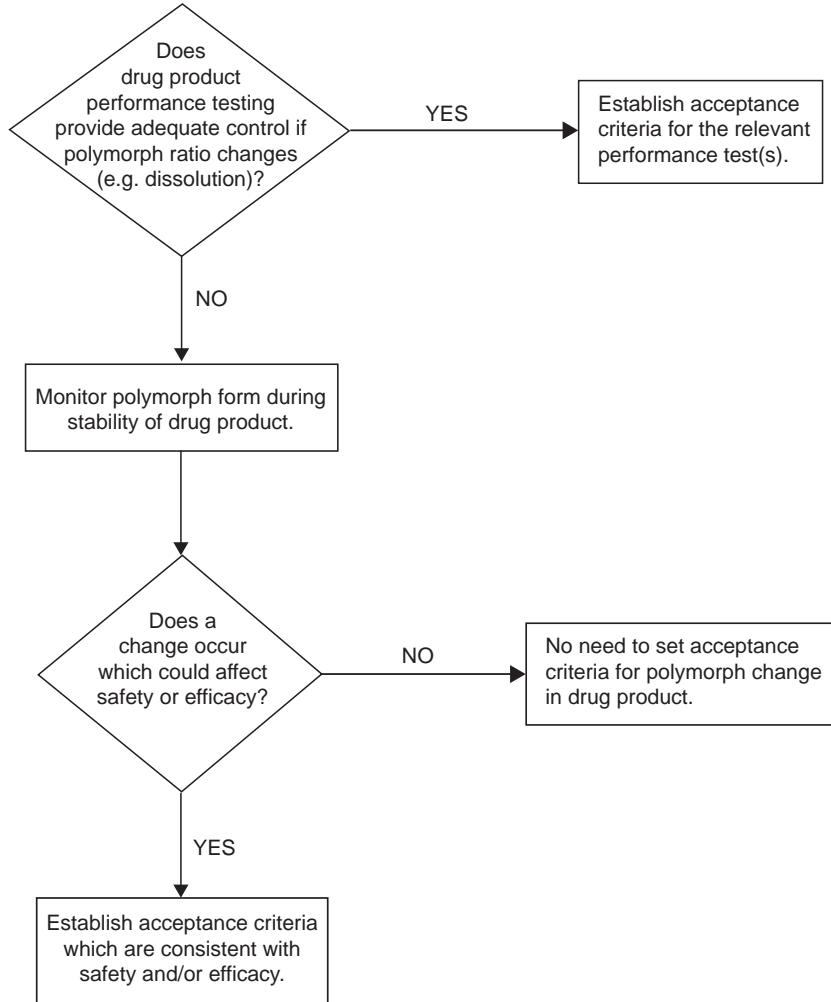 Does
drug product
performance testing
provide adequate control if
polymorph ratio changes
(e.g. dissolution)?
YES
Establish acceptance
criteria for the relevant
performance test(s).
NO
Monitor polymorph form during
stability of drug product.
Does a
change occur
which could affect
safety or efficacy?
NO
No need to set acceptance
criteria for polymorph change
in drug product.
YES
Establish acceptance criteria
which are consistent with
safety and/or efficacy.